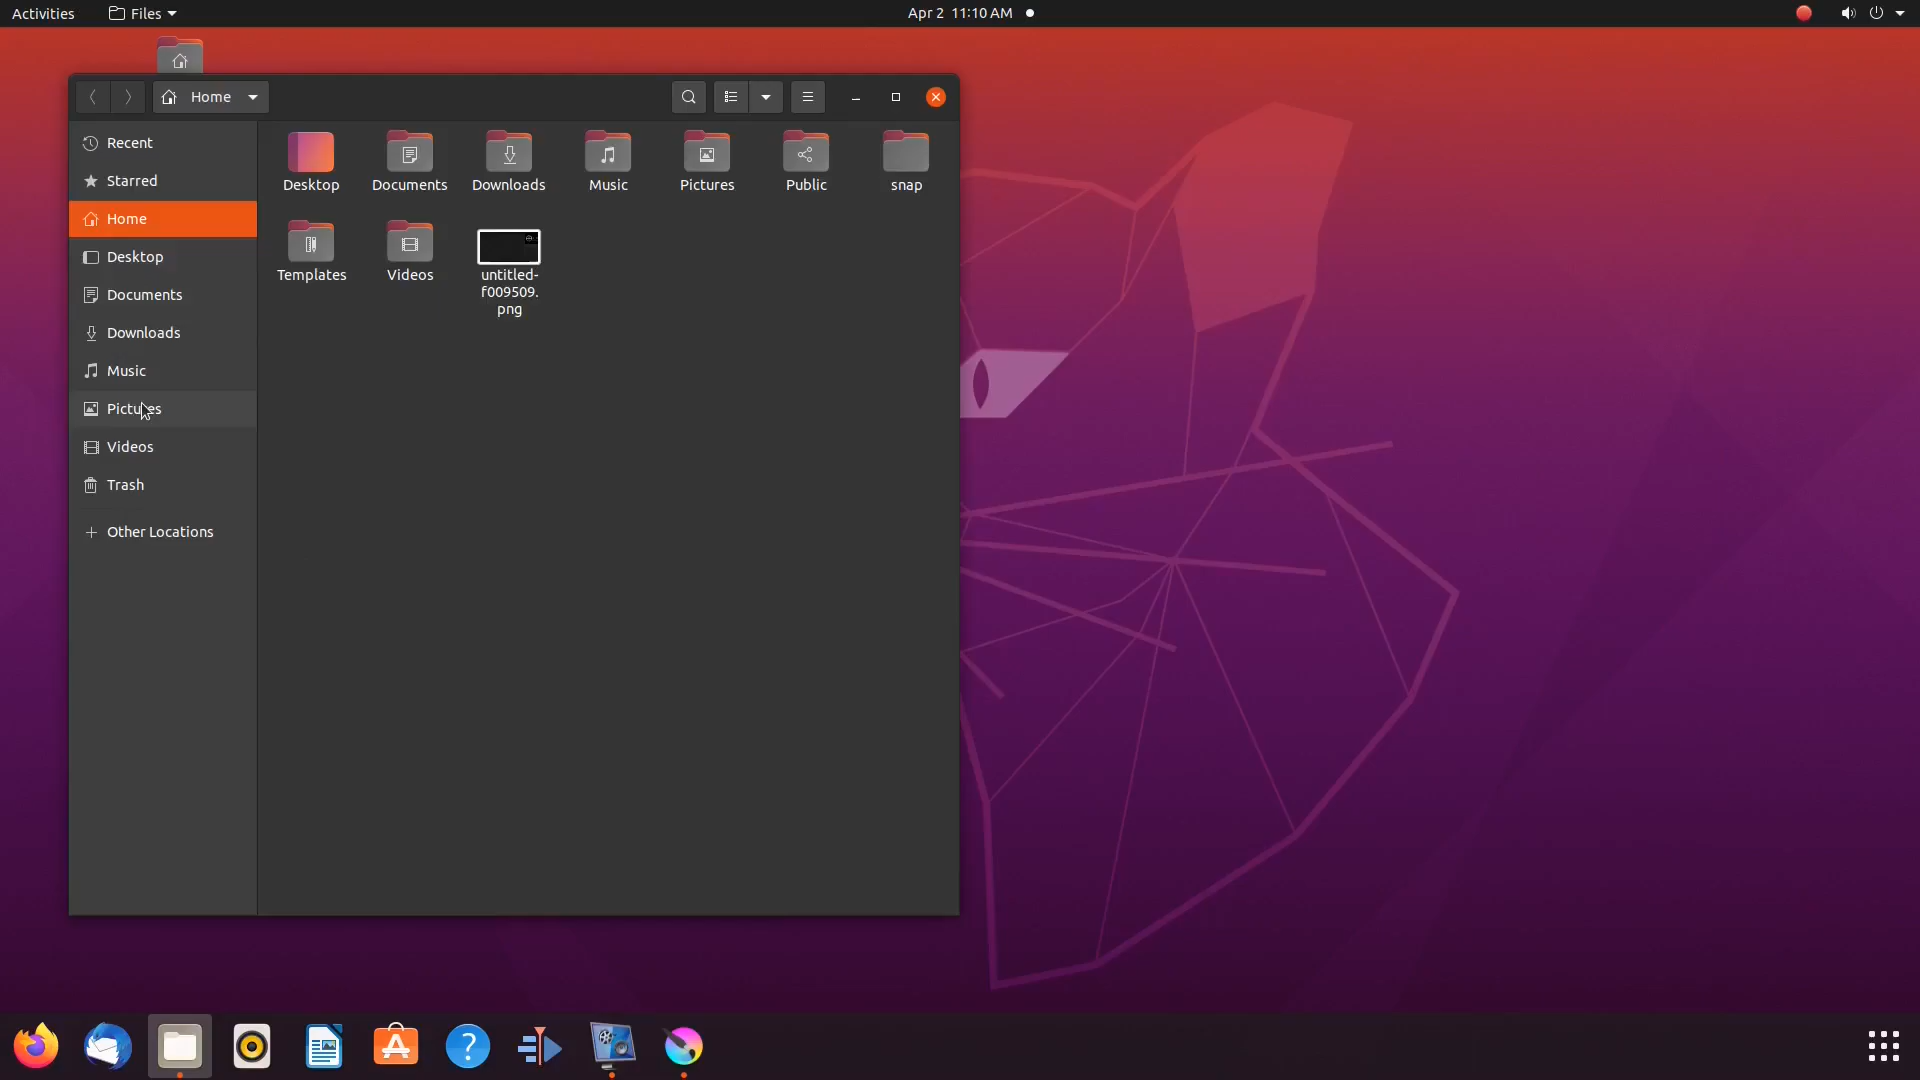 Activities
Files
Apr 2 11:10 AM
Home
Recent
Starred
Home
Desktop
Documents
Downloads
Music
Pictures
Videos
Trash
Other Locations
Desktop
Documents
Downloads
Music
Pictures
Public
snap
Templates
Videos
untitled-
f009509.
png